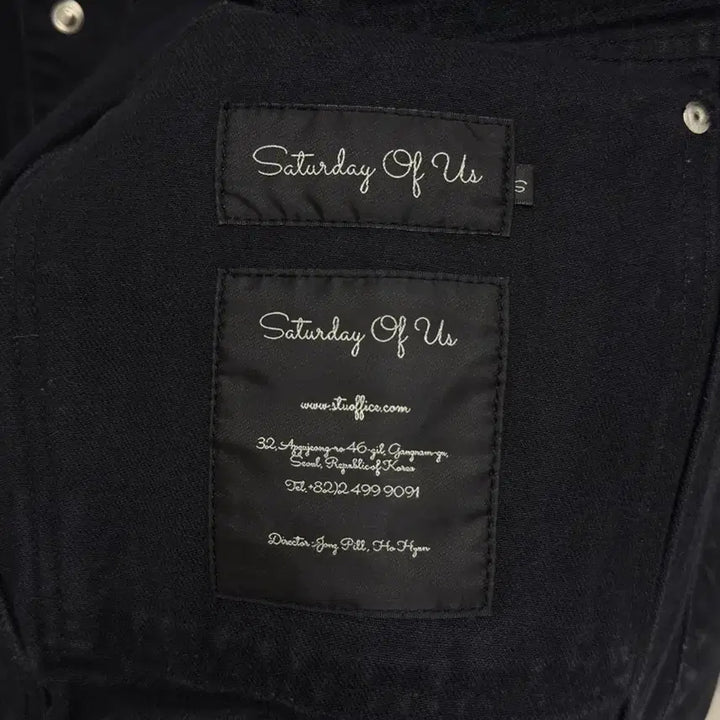 Saturday Of Us
S
Saturday Of Us
www.stuoffice.com
32, Apgujeong-ro 46-gil, Gangnam-gu,
Seoul, Republic of Korea
Tel. +82)2 499 9091
Director : Jong Pill, Ho Hyun